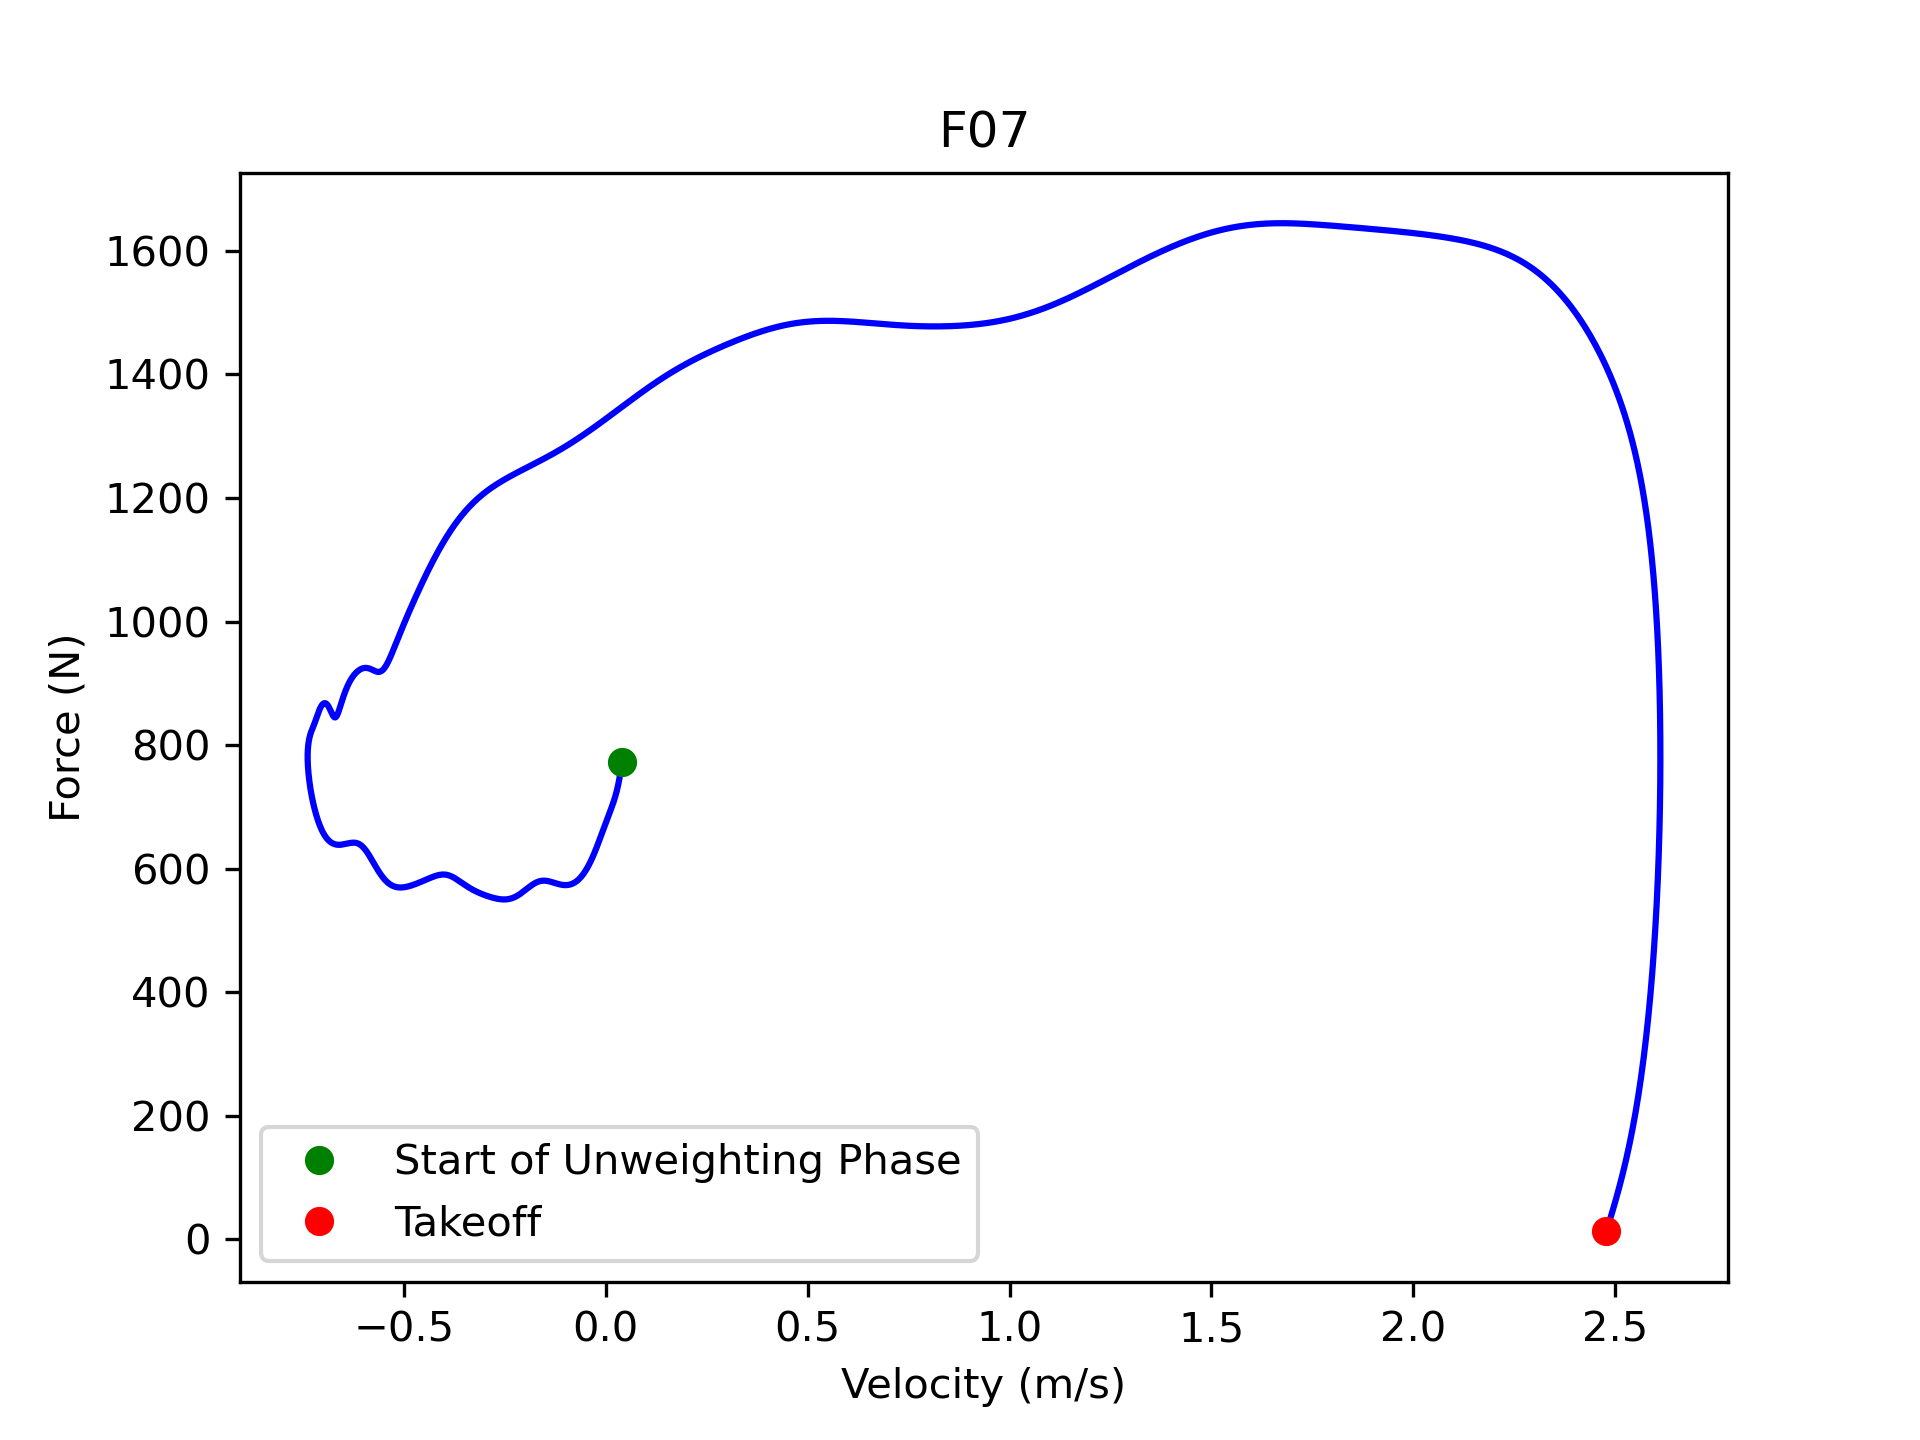 F07
Force (N)
1600
1400
1200
1000
800
600
400
200
0
Start of Unweighting Phase
Takeoff
−0.5 0.0 0.5 1.0 1.5 2.0 2.5
Velocity (m/s)